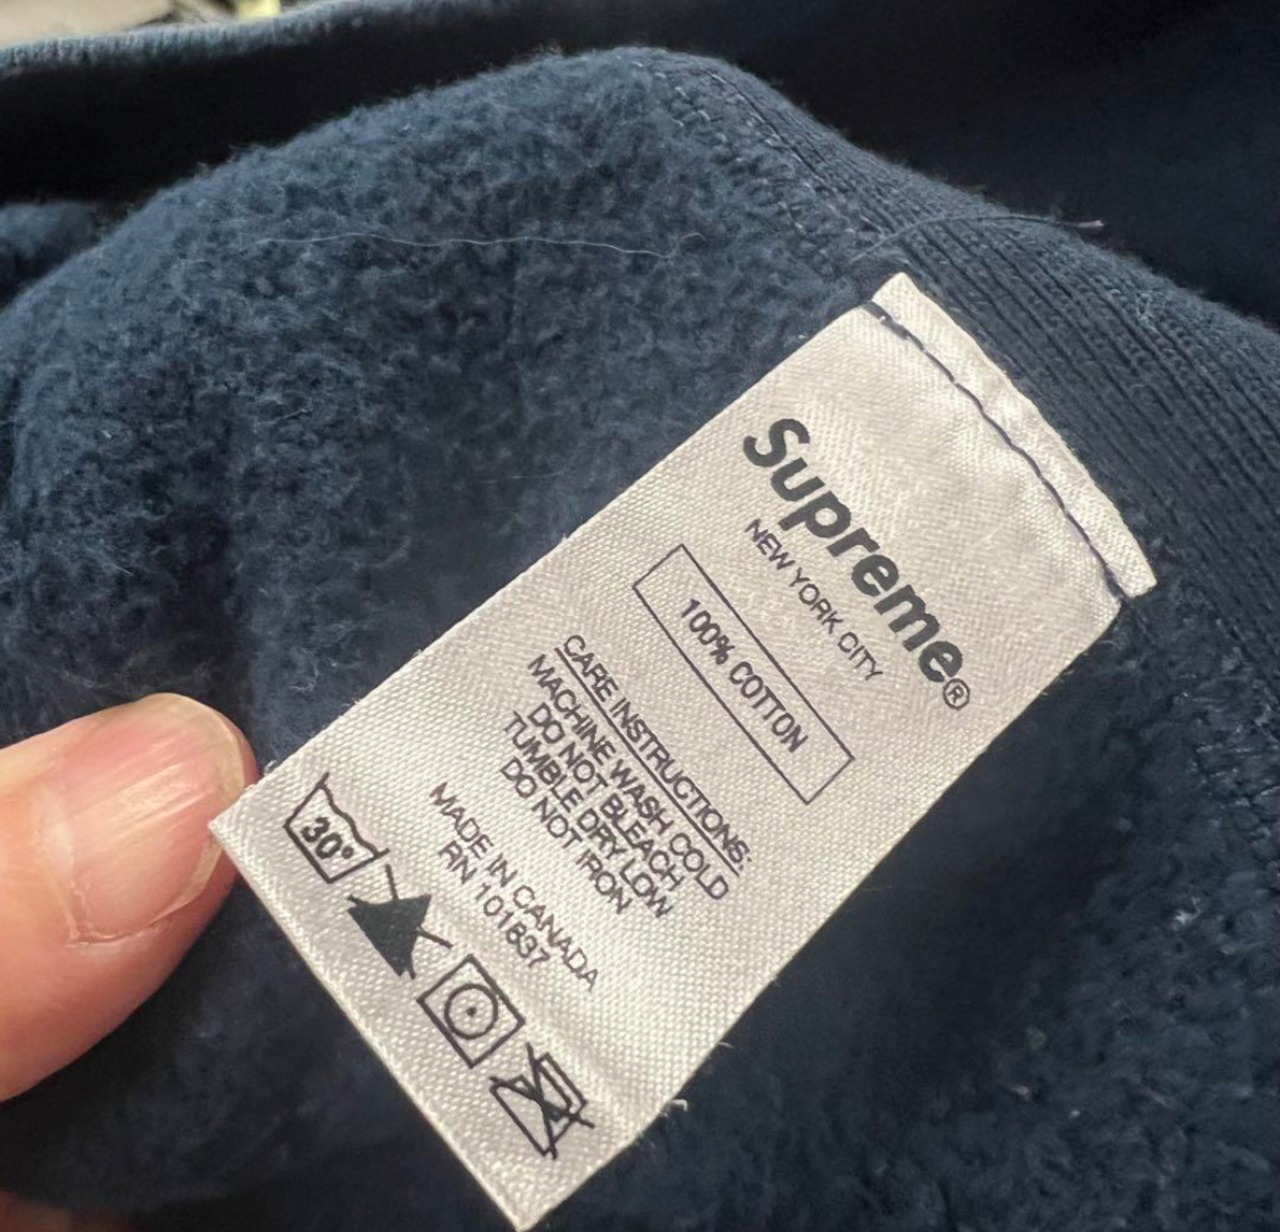 Supreme®
NEW YORK CITY
100% COTTON
CARE INSTRUCTIONS:
MACHINE WASH COLD
DO NOT BLEACH
TUMBLE DRY LOW
DO NOT IRON
MADE IN CANADA
RN 101837
30°